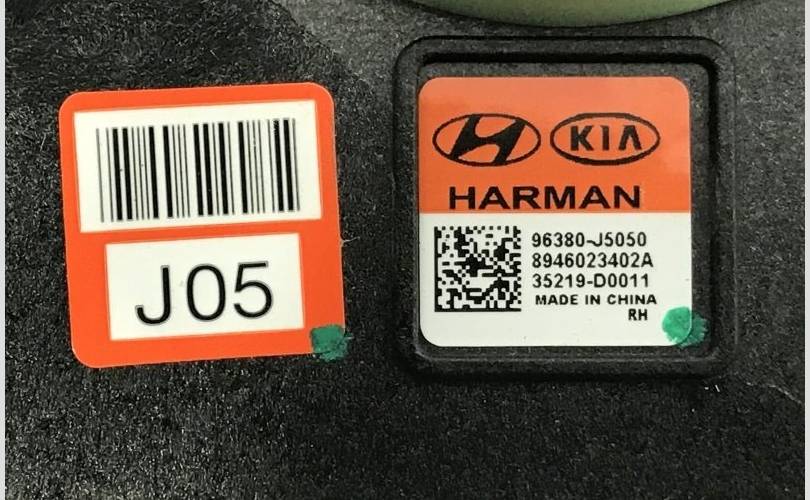 J05
KIA
HARMAN
96380-J5050
8946023402A
35219-D0011
MADE IN CHINA
RH